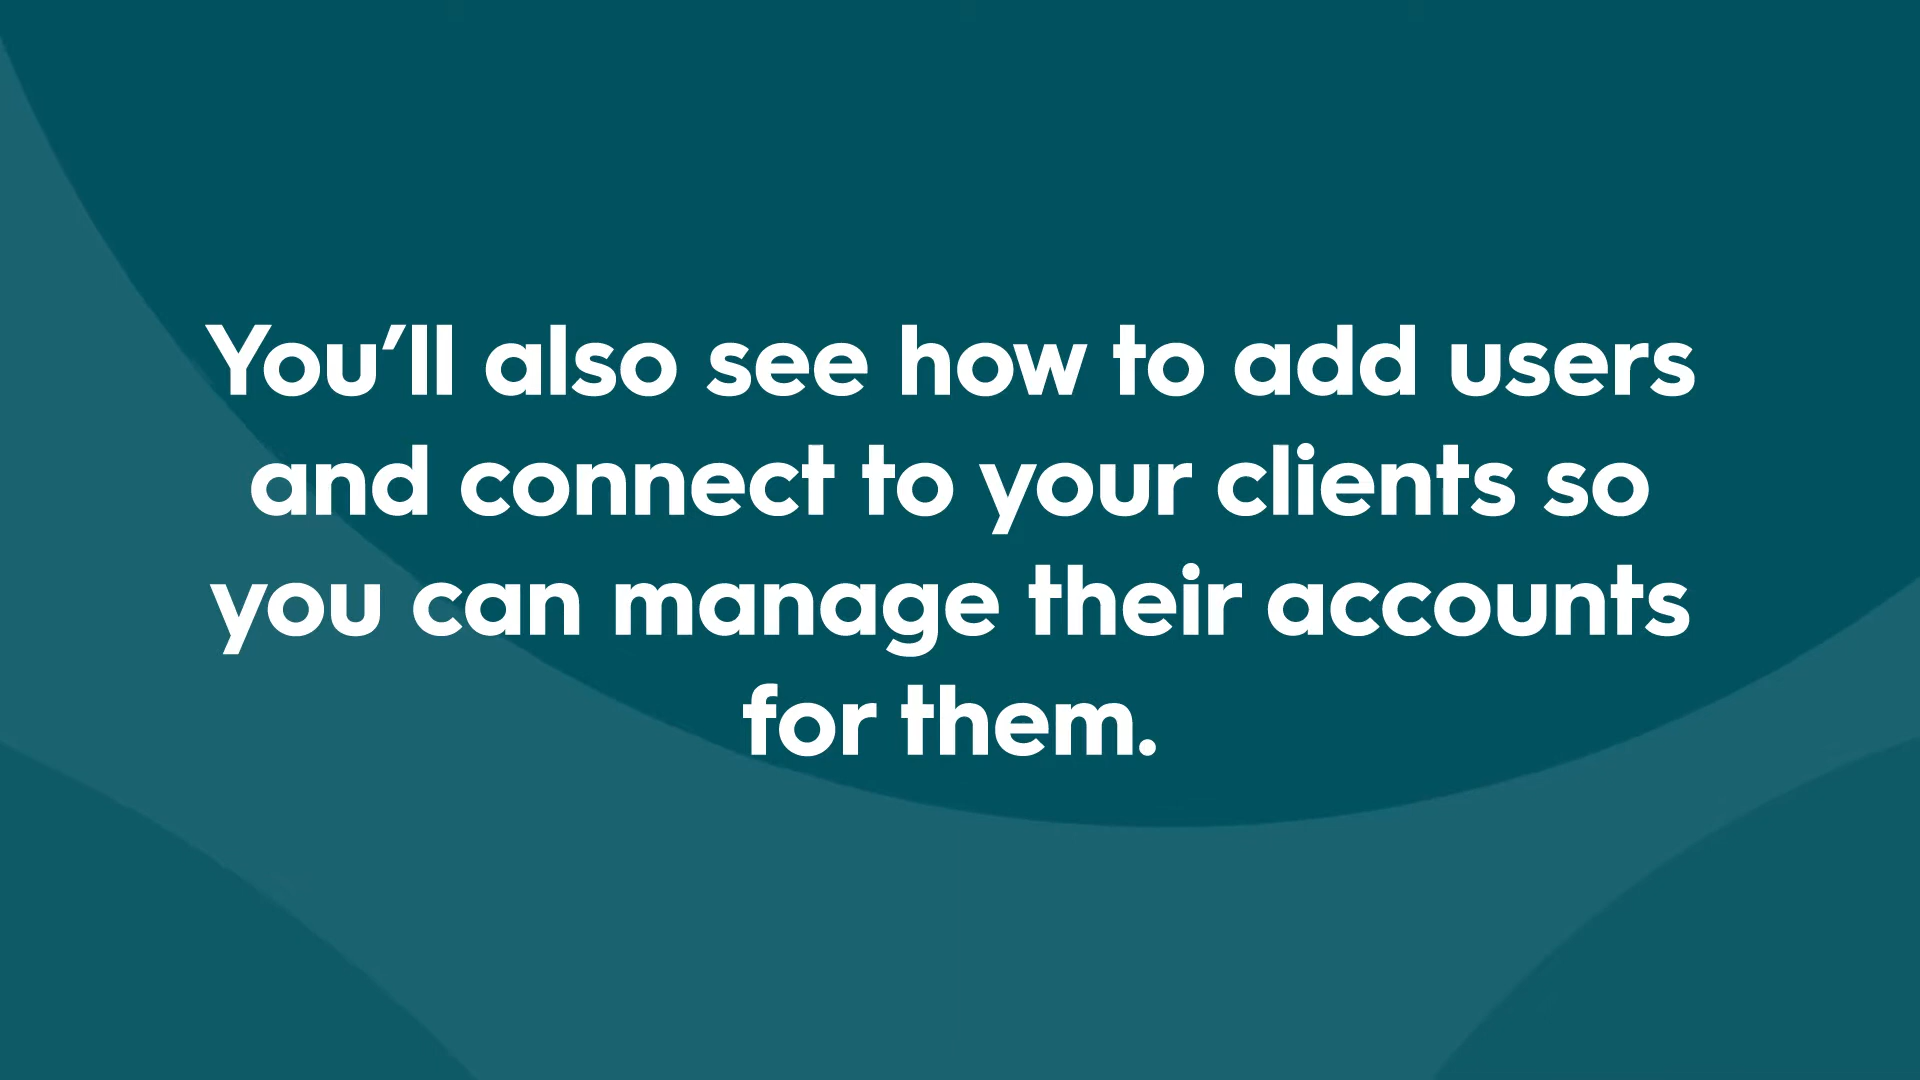 You’ll also see how to add users
and connect to your clients so
you can manage their accounts
for them.